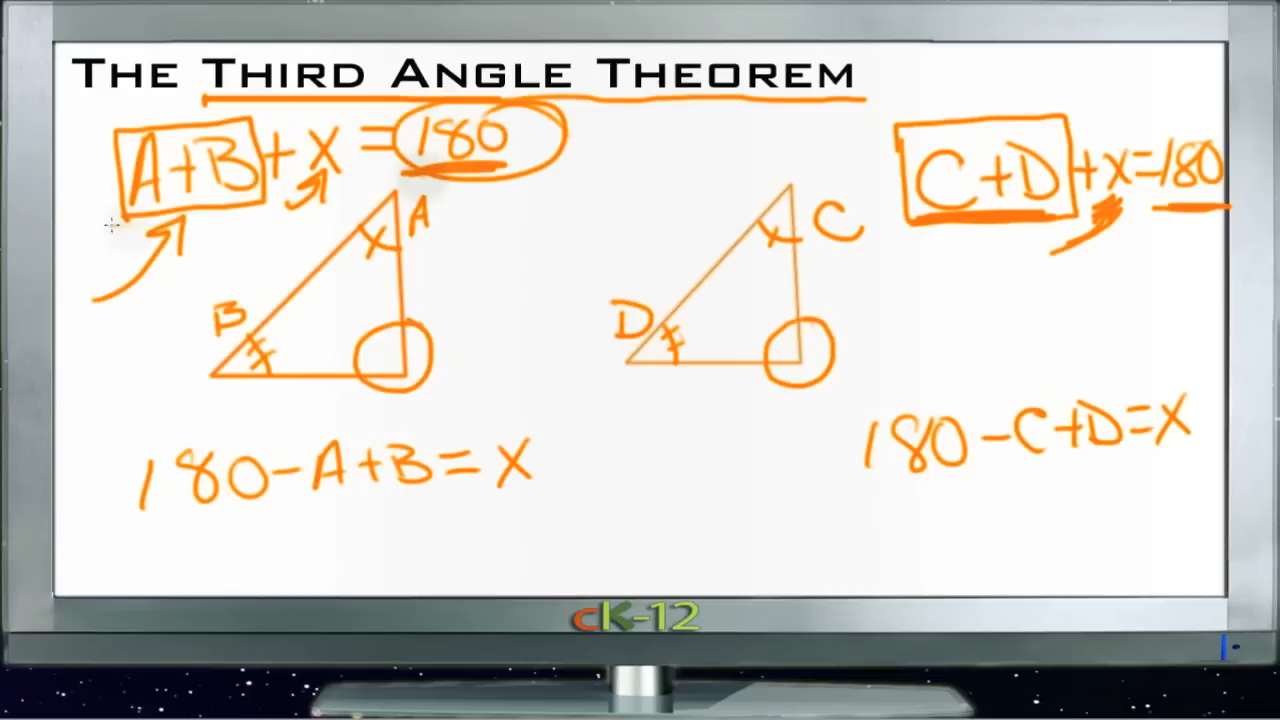 THE THIRD ANGLE THEOREM
A+B + X = 180
C+D + X = 180
A
C
B
D
180 - A + B = X
180 - C + D = X
cK-12